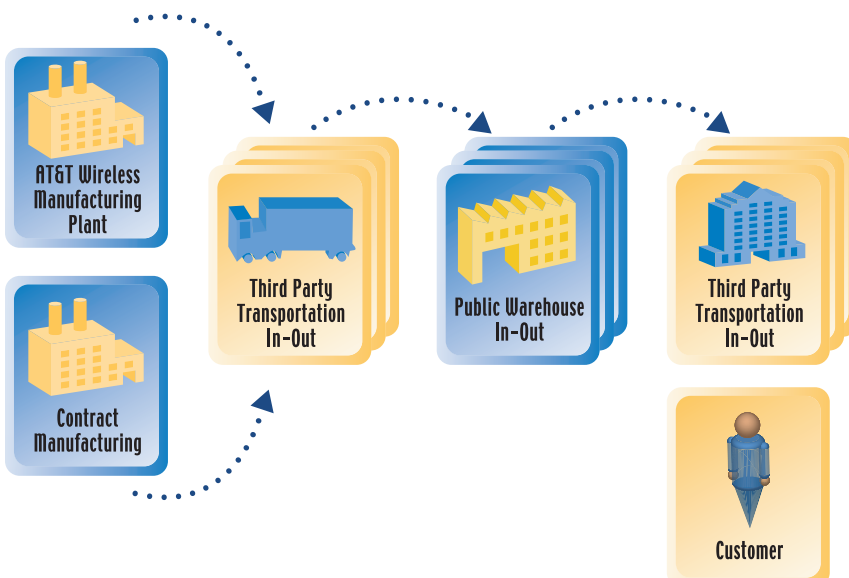 AT&T Wireless
Manufacturing
Plant
Contract
Manufacturing
Third Party
Transportation
In-Out
Public Warehouse
In-Out
Third Party
Transportation
In-Out
Customer